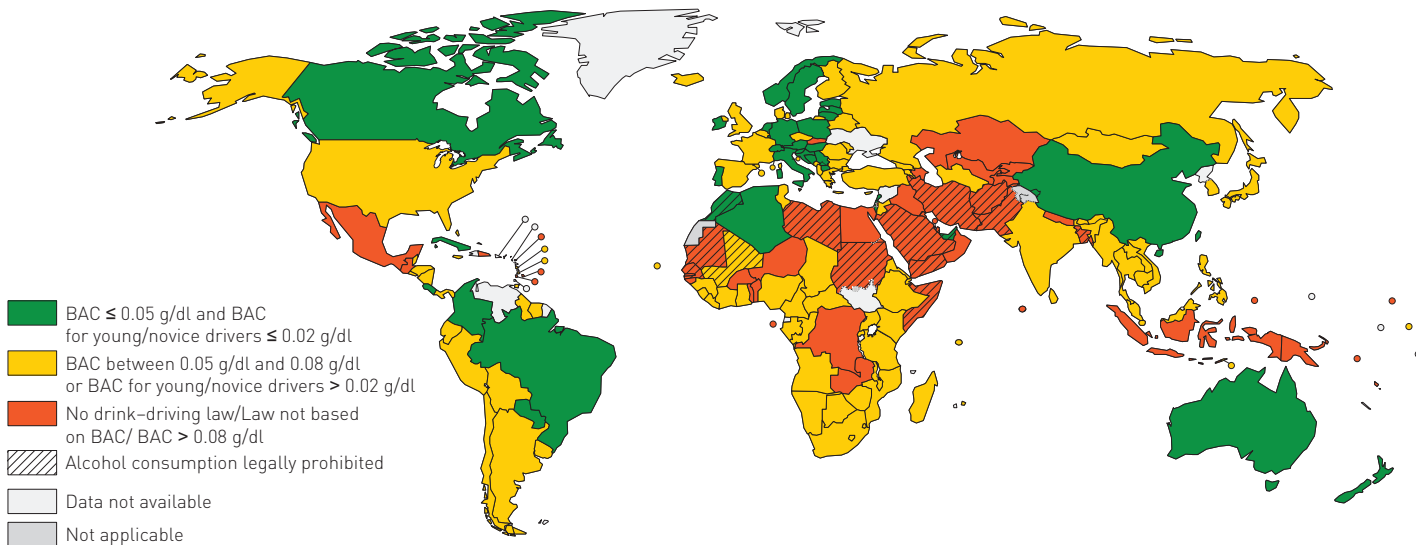 BAC ≤ 0.05 g/dl and BAC
for young/novice drivers ≤ 0.02 g/dl
BAC between 0.05 g/dl and 0.08 g/dl
or BAC for young/novice drivers > 0.02 g/dl
No drink–driving law/Law not based
on BAC/ BAC > 0.08 g/dl
Alcohol consumption legally prohibited
Data not available
Not applicable